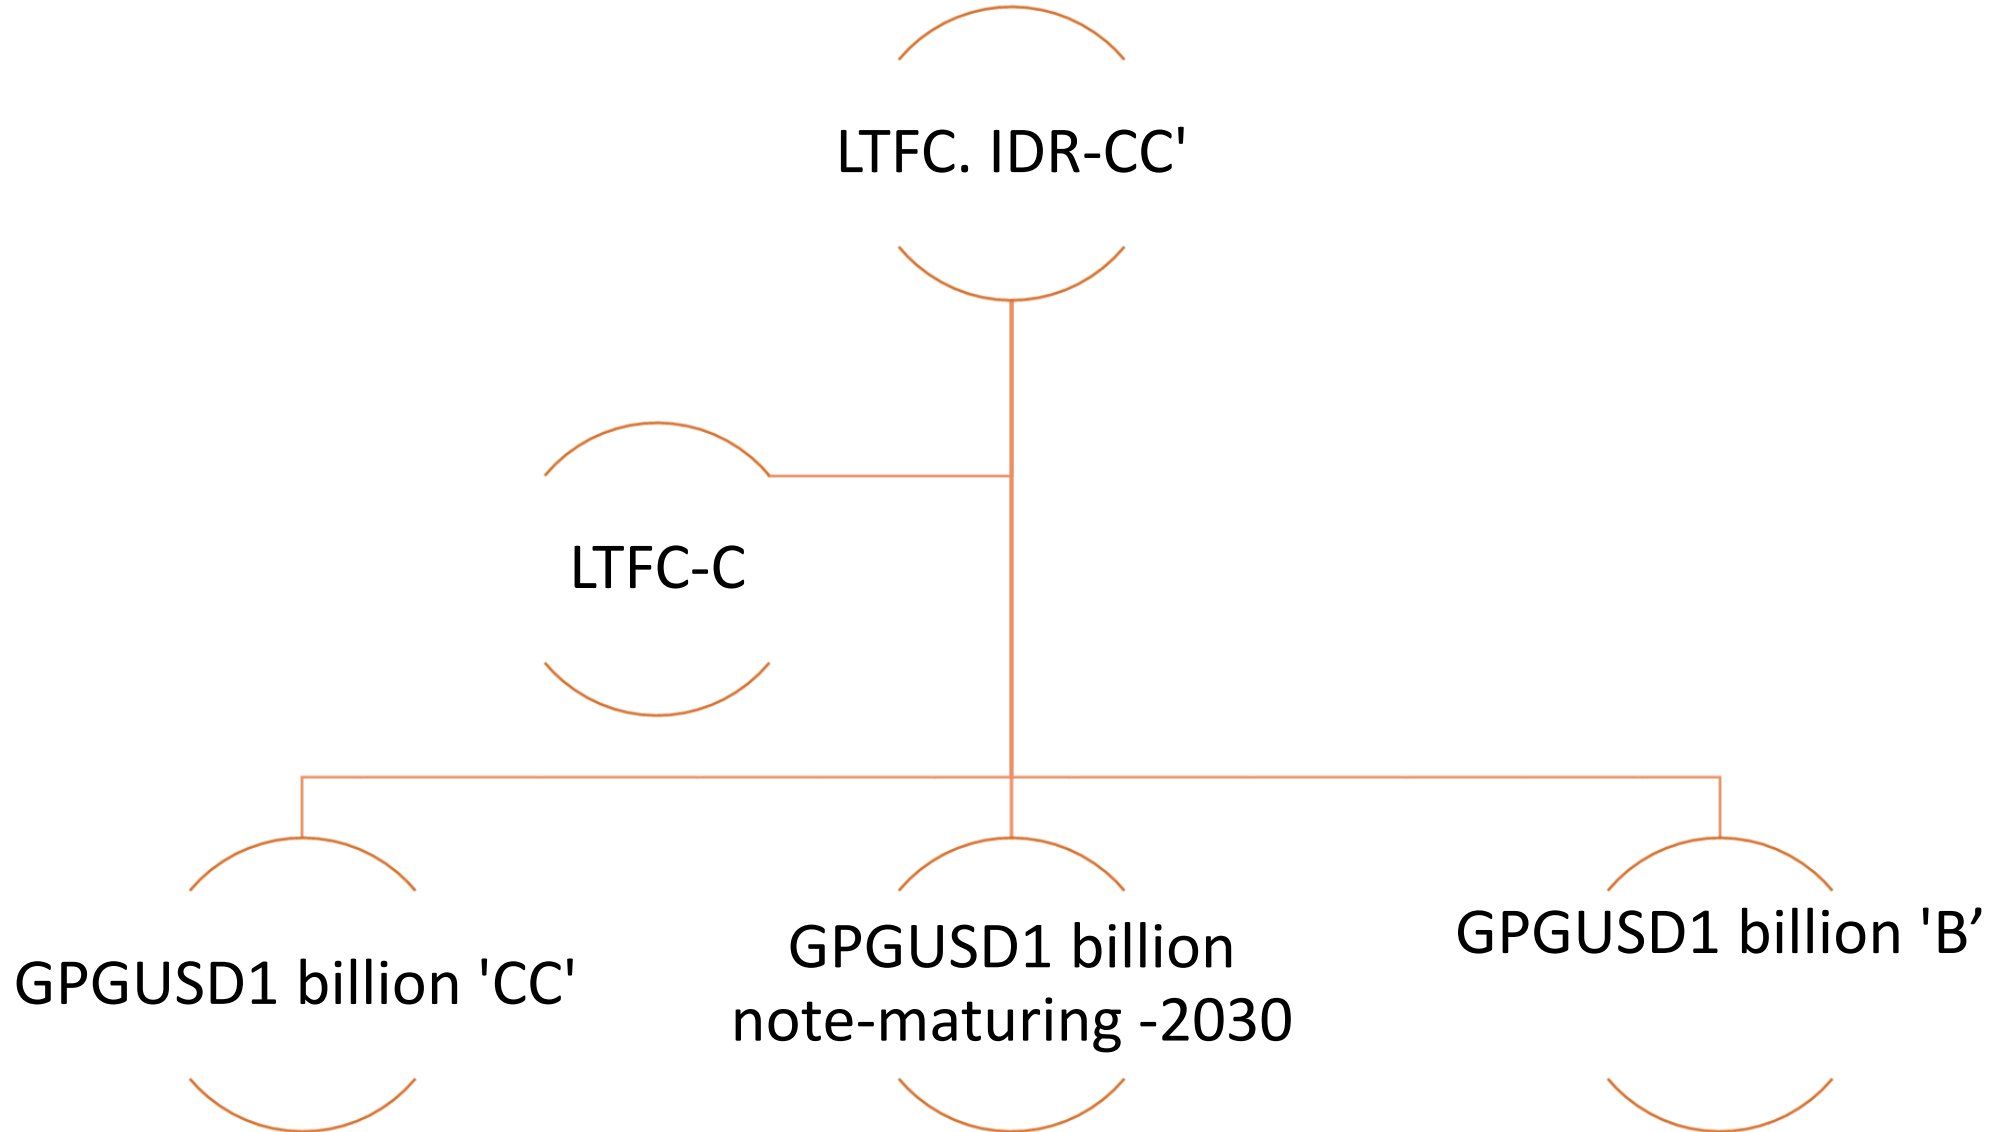 LTFC. IDR-CC'
LTFC-C
GPGUSD1 billion 'CC'
GPGUSD1 billion
note-maturing -2030
GPGUSD1 billion 'B’